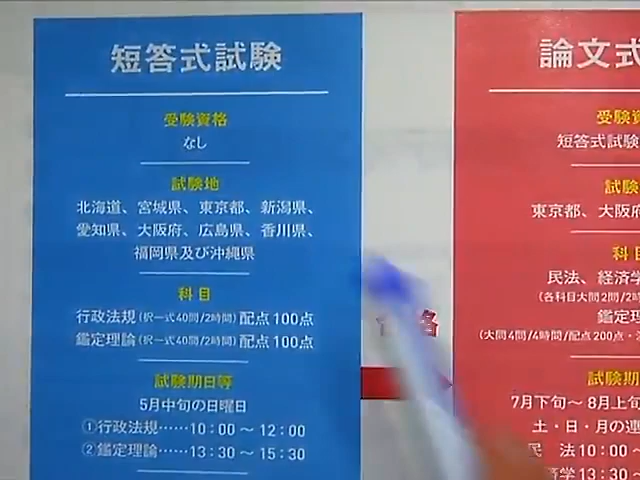 短答式試験
受験資格
なし
試験地
北海道、宮城県、東京都、新潟県、
愛知県、大阪府、広島県、香川県、
福岡県及び沖縄県
科目
行政法規(択一式40問/2時間)配点100点
鑑定理論(択一式40問/2時間)配点100点
試験期日等
5月中旬の日曜日
①行政法規……10:00～12:00
②鑑定理論……13:30～15:30
格
論文式
受験資
短答式試験
試験
東京都、大阪府
科目
民法、経済学
(各科目大問2問/2時
鑑定理
(大問4問/4時間/配点200点・
試験期
7月下旬～8月上旬
土・日・月の連
民 法10:00～
済学13:30～